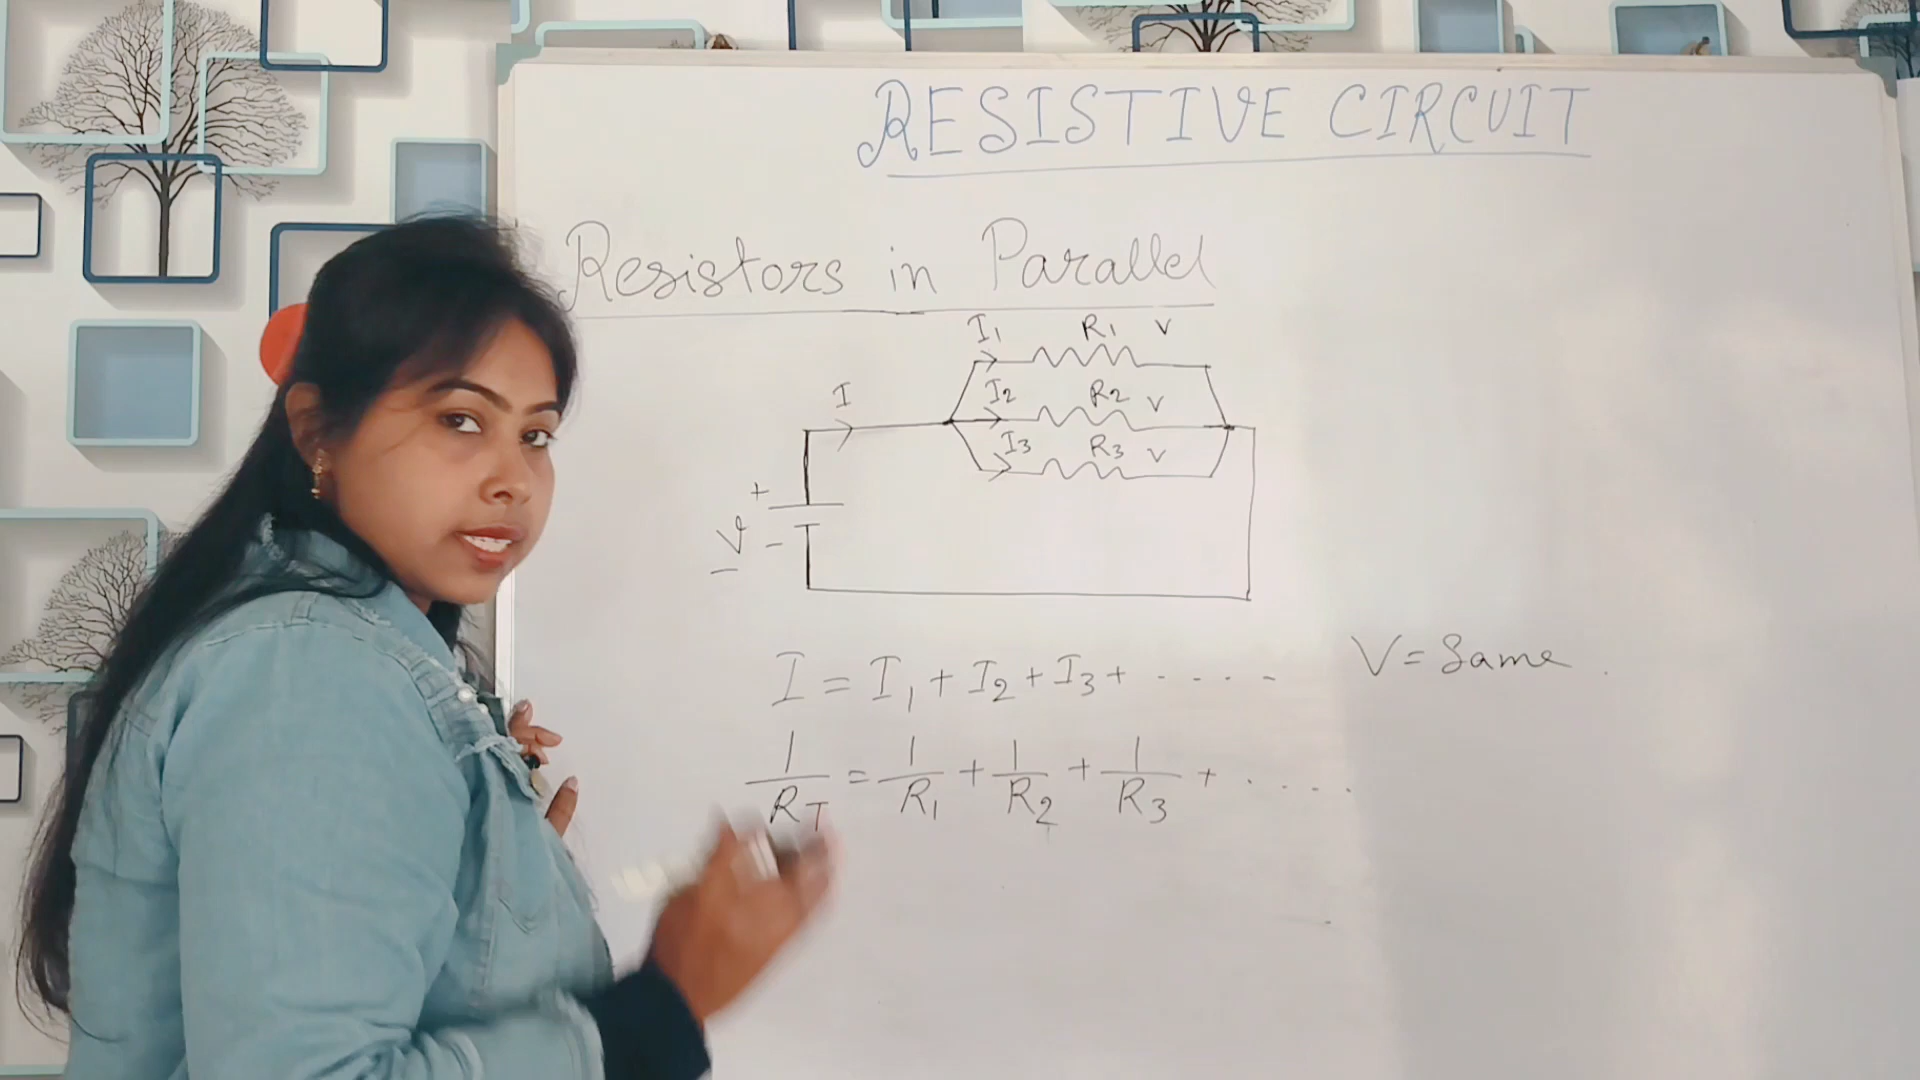 RESISTIVE CIRCUIT
Resistors in Parallel
I₁ R₁ V
I
I₂ R₂ V
I₃ R₃ V
+
V
-
I = I₁ + I₂ + I₃ + - - - - -
V = Same
1/R_T = 1/R₁ + 1/R₂ + 1/R₃ + . . . . .